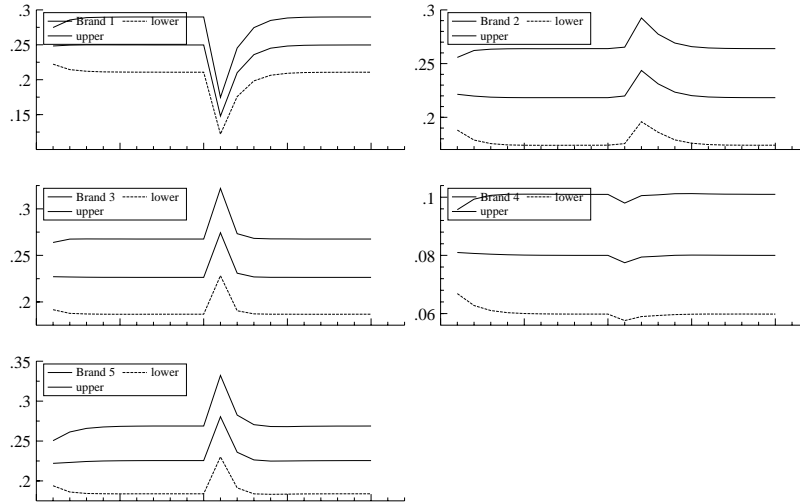 .3
Brand 1 lower
upper
.25
.2
.15
.3
Brand 2 lower
upper
.25
.2
.3
Brand 3 lower
upper
.25
.2
.1
Brand 4 lower
upper
.08
.06
.35
Brand 5 lower
upper
.3
.25
.2